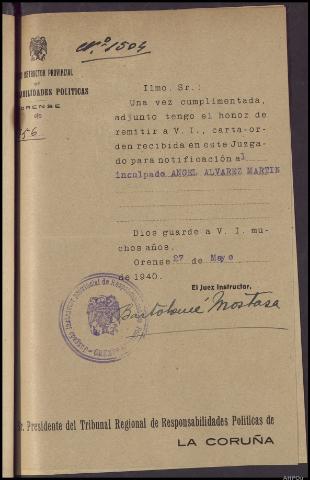 Nº 1504
INSTRUCTOR PROVINCIAL
DE
RESPONSABILIDADES POLITICAS
ORENSE
56
Ilmo. Sr.:
Una vez cumplimentada,
adjunto tengo el honor de
remitir a V. I., carta-or-
den recibida en este Juzga-
do para notificación al
inculpado ANGEL ALVAREZ MARTIN
Dios guarde a V. I. mu-
chos años.
Orense 27 de Mayo
de 1940.
El Juez Instructor,
Bartolomé Mostaza
Sr. Presidente del Tribunal Regional de Responsabilidades Políticas de
LA CORUÑA